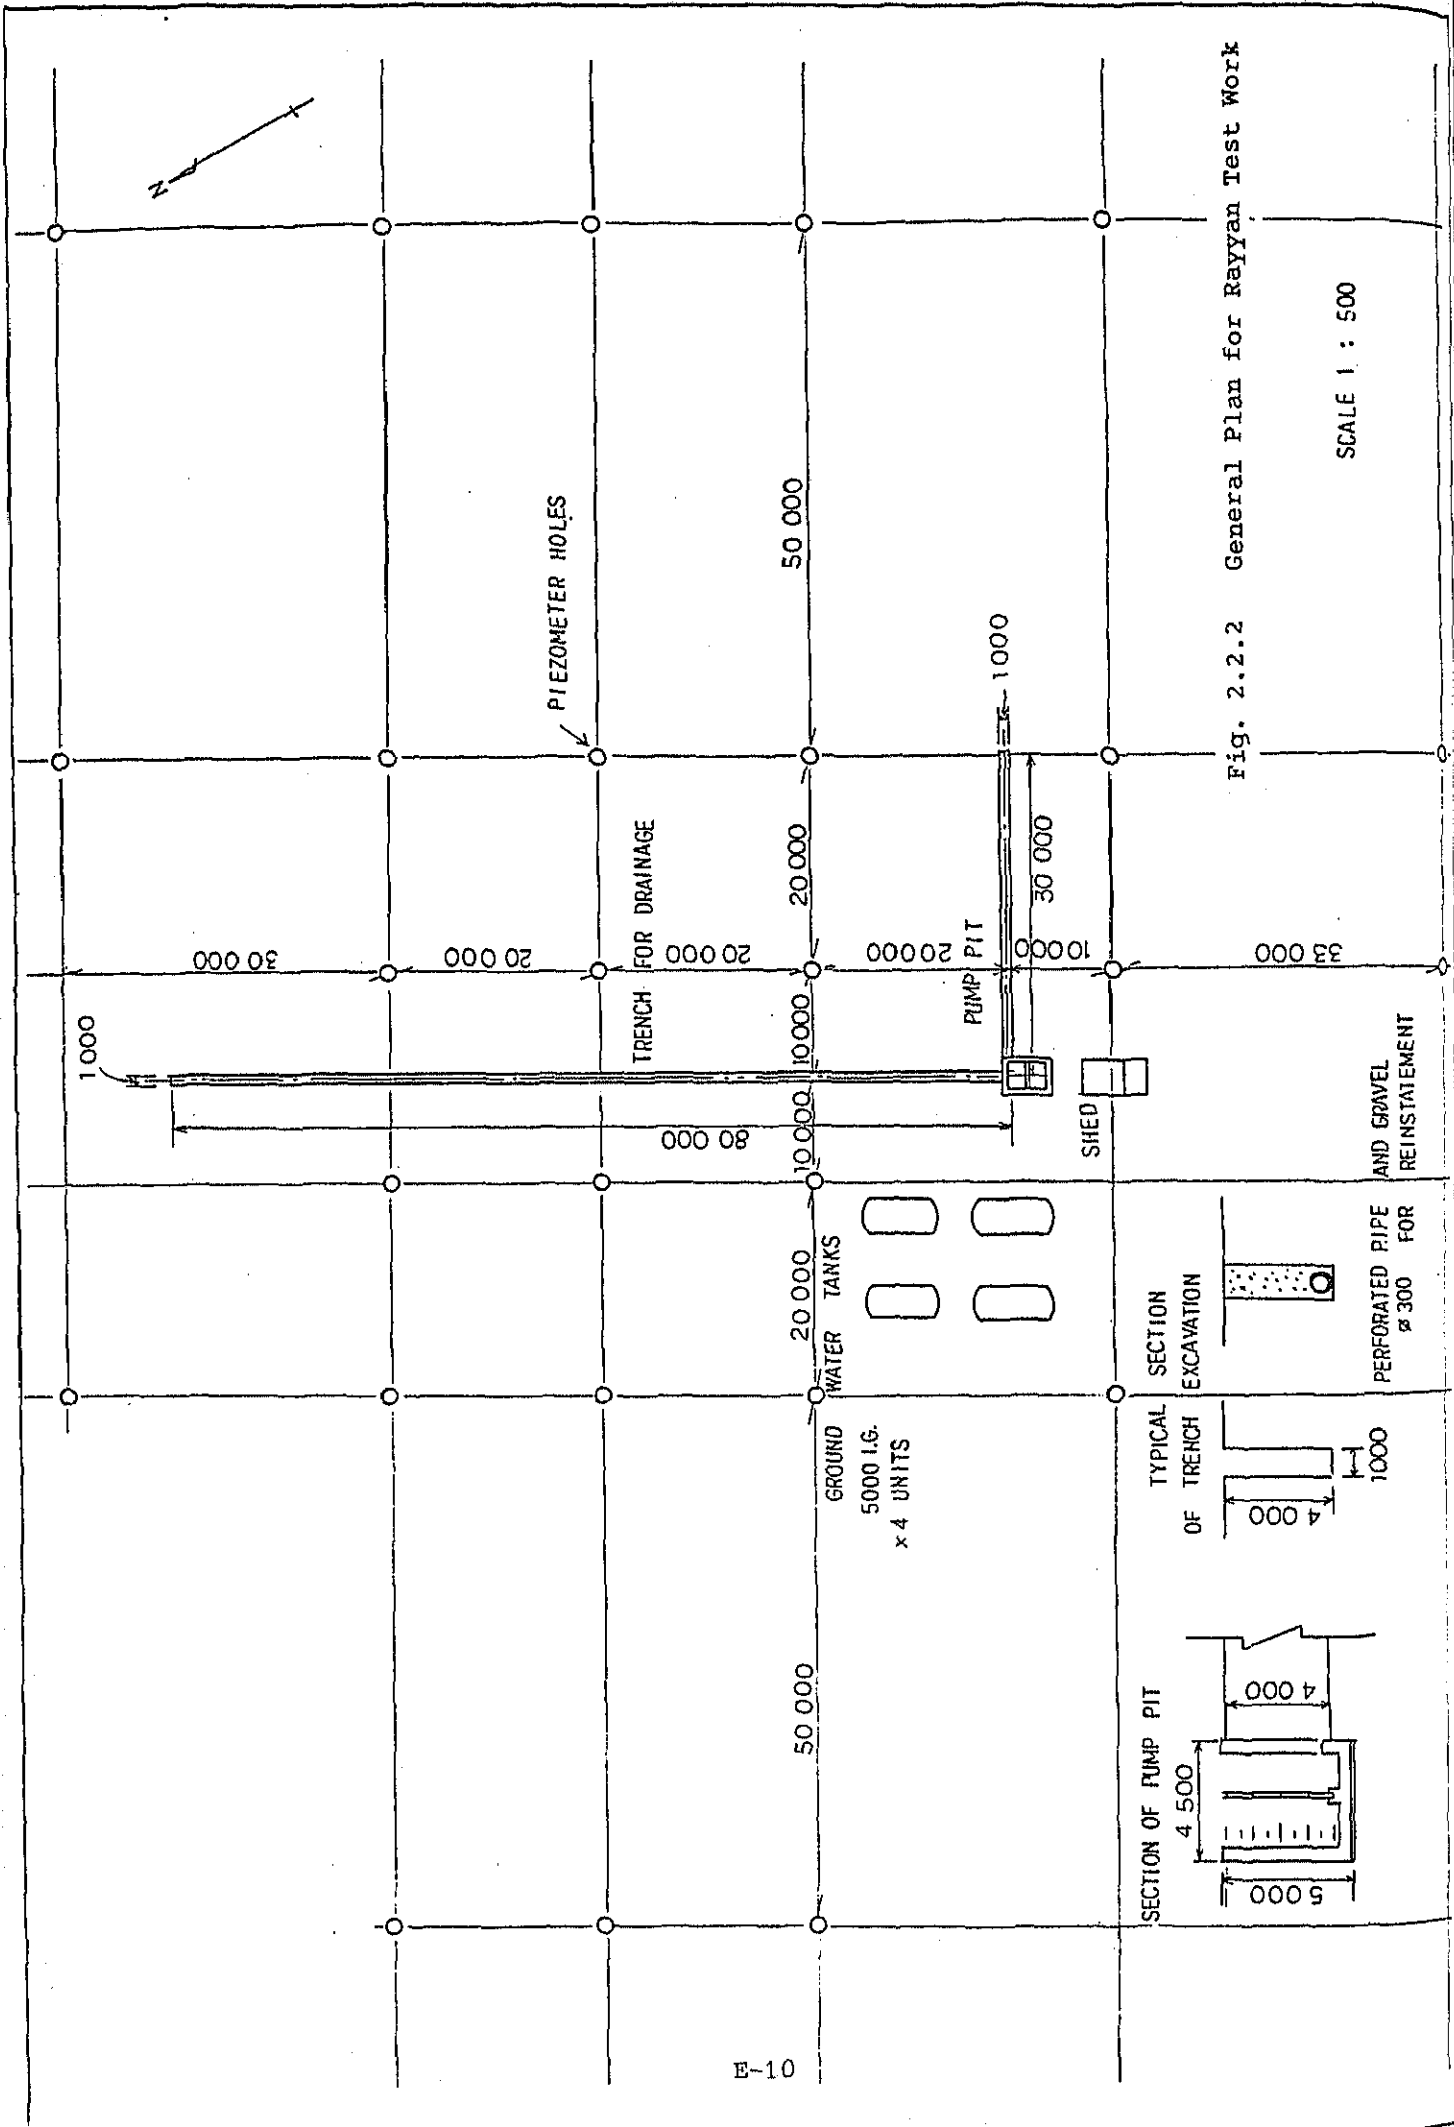 N
PIEZOMETER HOLES
1000
TRENCH FOR DRAINAGE
30 000
20 000
20 000
20 000
10 000
33 000
80 000
50 000
20 000
10 000
10 000
20 000
50 000
PUMP PIT
1000
30 000
SHED
GROUND WATER TANKS
5000 I.G.
× 4 UNITS
SECTION OF PUMP PIT
4 500
5 000
4 000
TYPICAL SECTION
OF TRENCH EXCAVATION
4 000
1000
PERFORATED PIPE AND GRAVEL
ø 300 FOR REINSTATEMENT
Fig. 2.2.2 General Plan for Rayyan Test Work
SCALE 1 : 500
E-10